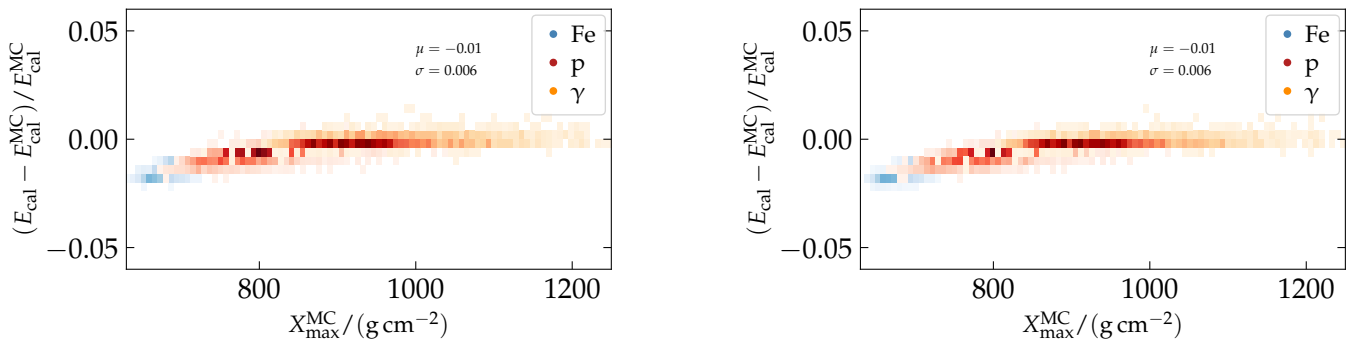 0.05
0.00
−0.05
(E_cal − E_cal^MC)/E_cal^MC
μ = −0.01
σ = 0.006
Fe
p
γ
800
1000
1200
X_max^MC/(g cm^−2)
0.05
0.00
−0.05
(E_cal − E_cal^MC)/E_cal^MC
μ = −0.01
σ = 0.006
Fe
p
γ
800
1000
1200
X_max^MC/(g cm^−2)